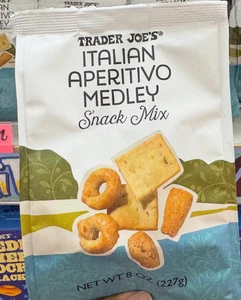 TRADER JOE'S®
ITALIAN
APERITIVO
MEDLEY
Snack Mix
NET WT. 8 OZ (227g)